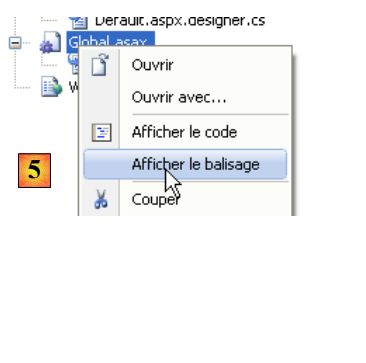 Default.aspx.designer.cs
Global.asax
Ouvrir
Ouvrir avec...
Afficher le code
5
Afficher le balisage
Couper